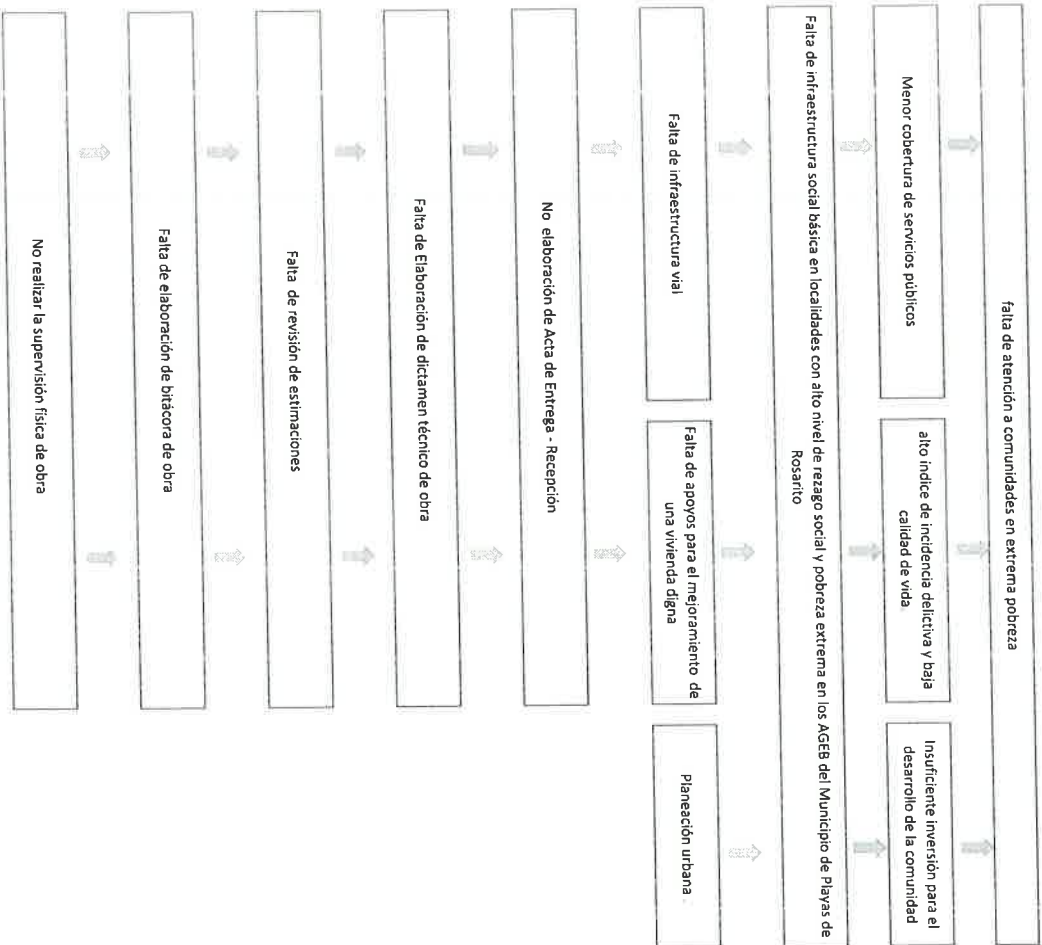 falta de atención a comunidades en extrema pobreza
Menor cobertura de servicios públicos
alto indice de incidencia delictiva y baja
calidad de vida
Insuficiente inversión para el
desarrollo de la comunidad
Falta de infraestructura social básica en localidades con alto nivel de rezago social y pobreza extrema en los AGEB del Municipio de Playas de
Rosarito
Falta de infraestructura vial
Falta de apoyos para el mejoramiento de
una vivienda digna
Planeación urbana
No elaboración de Acta de Entrega - Recepción
Falta de Elaboración de dictamen técnico de obra
Falta de revisión de estimaciones
Falta de elaboración de bitácora de obra
No realizar la supervisión física de obra